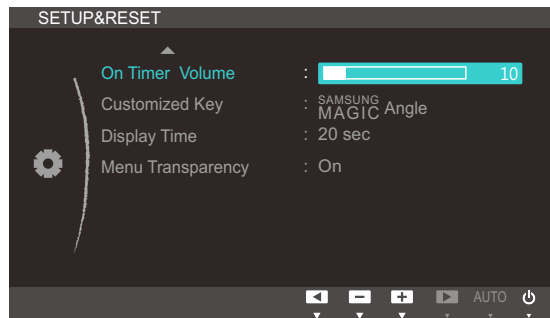 SETUP&RESET
On Timer Volume : 10
Customized Key : SAMSUNG MAGIC Angle
Display Time : 20 sec
Menu Transparency : On
AUTO